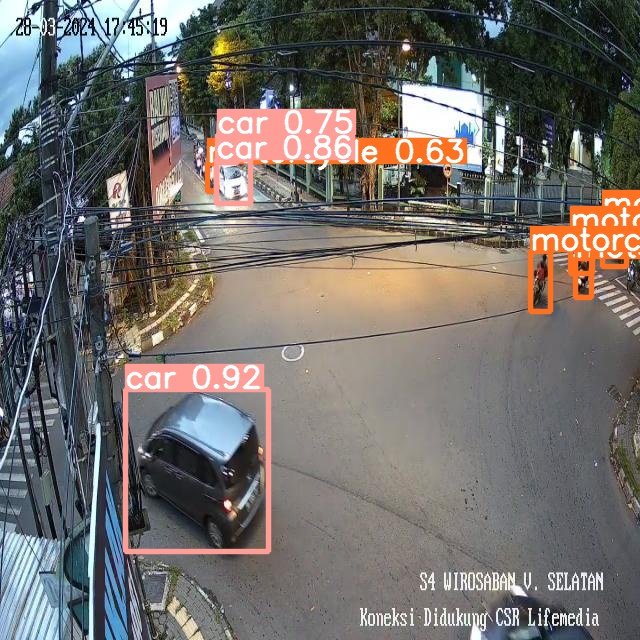 28-03-2024 17:45:19
car 0.75
car 0.86
le 0.63
mo
moto
motorc
car 0.92
S4 WIROSABAN V. SELATAN
Koneksi Didukung CSR Lifemedia